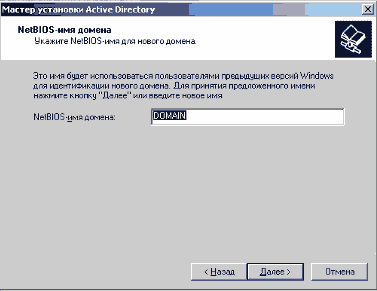 Мастер установки Active Directory
NetBIOS-имя домена
Укажите NetBIOS-имя для нового домена.
Это имя будет использоваться пользователями предыдущих версий Windows
для идентификации нового домена. Для принятия предложенного имени
нажмите кнопку "Далее" или введите новое имя.
NetBIOS-имя домена: DOMAIN
< Назад Далее > Отмена